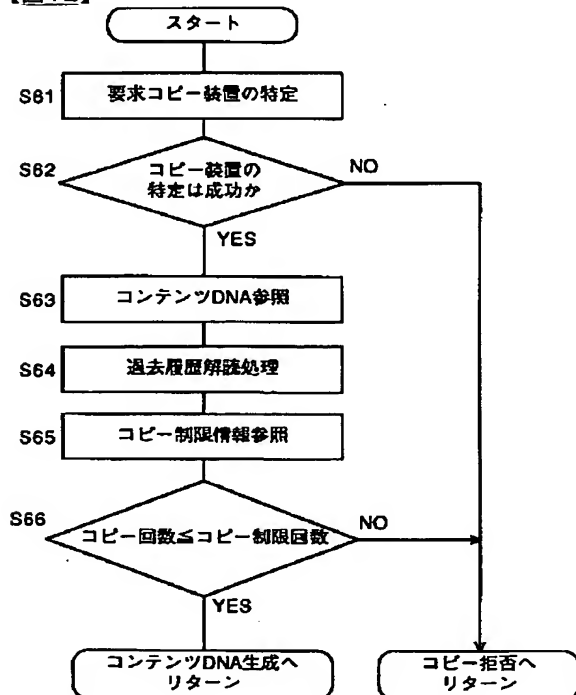 スタート
S61
要求コピー装置の特定
S62
コピー装置の
特定は成功か
NO
YES
S63
コンテンツDNA参照
S64
過去履歴解読処理
S65
コピー制限情報参照
S66
コピー回数≦コピー制限回数
NO
YES
コンテンツDNA生成へ
リターン
コピー拒否へ
リターン